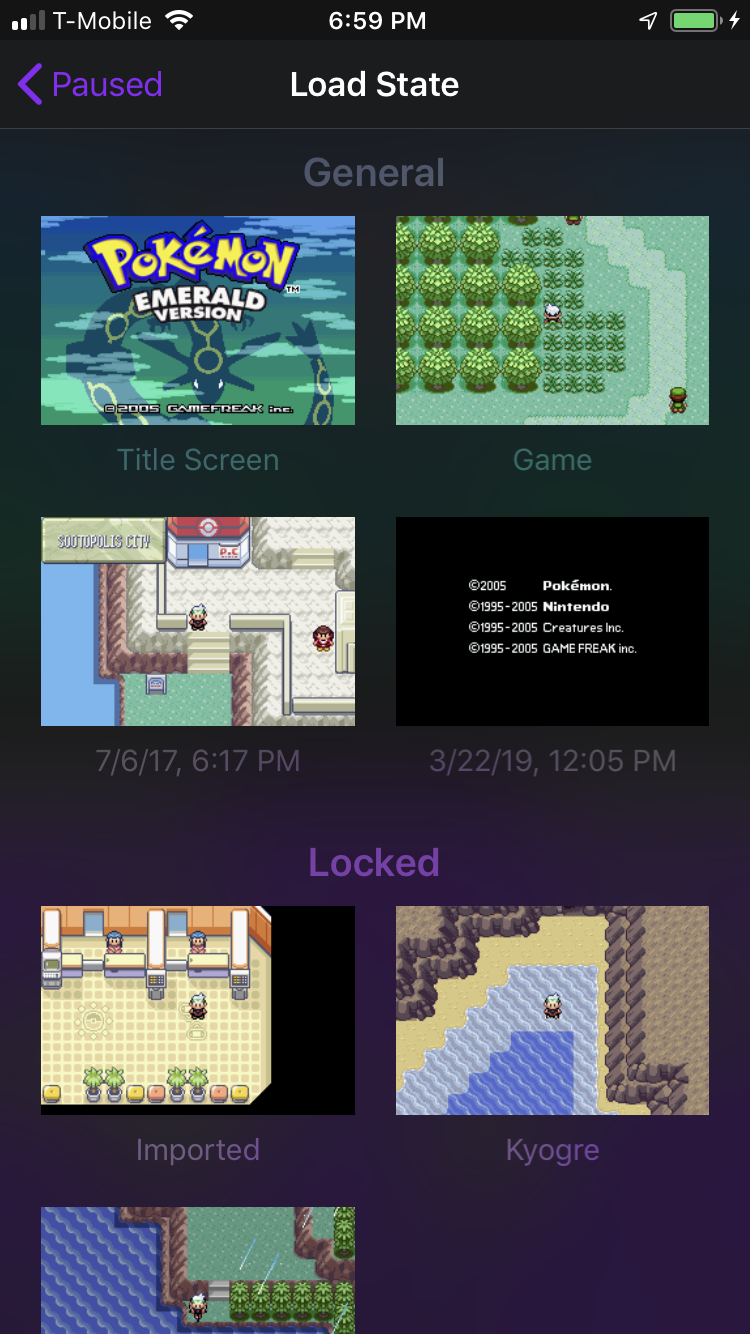 T-Mobile 6:59 PM
Paused Load State
General
POKéMON TM
EMERALD
VERSION
©2005 GAMEFREAK inc.
Title Screen Game
SOOTOPOLIS CITY
P.C
©2005 Pokémon.
©1995-2005 Nintendo
©1995-2005 Creatures Inc.
©1995-2005 GAME FREAK inc.
7/6/17, 6:17 PM 3/22/19, 12:05 PM
Locked
Imported Kyogre